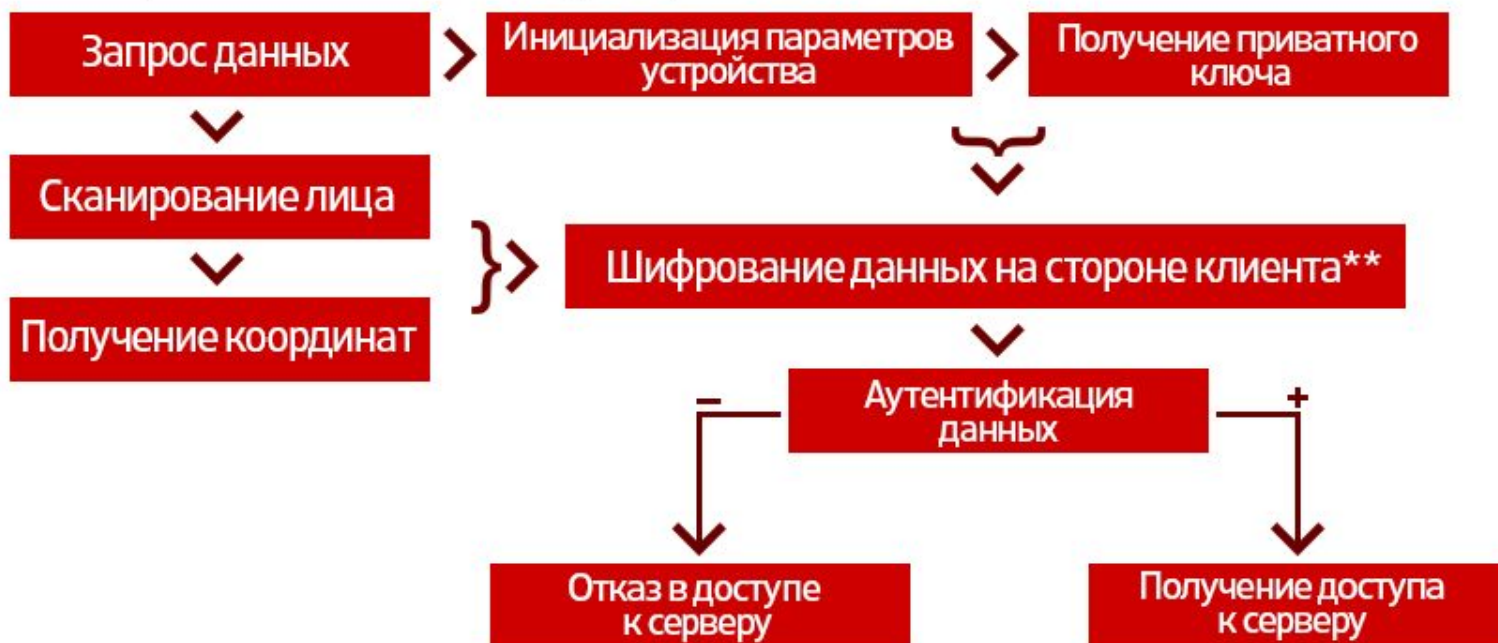 Запрос данных
Инициализация параметров
устройства
Получение приватного
ключа
Сканирование лица
Получение координат
Шифрование данных на стороне клиента**
Аутентификация
данных
–
+
Отказ в доступе
к серверу
Получение доступа
к серверу